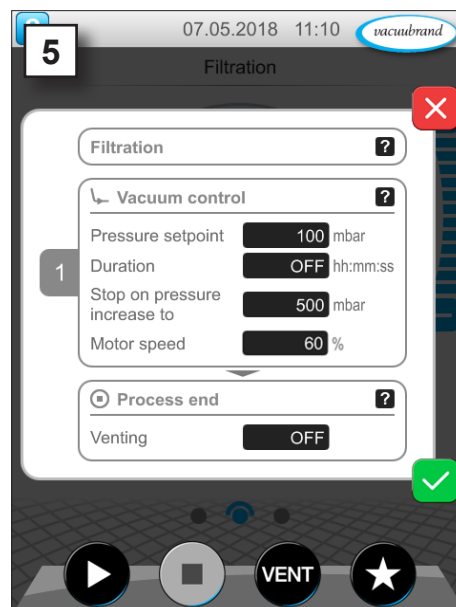 5
07.05.2018 11:10
vacuubrand
Filtration
Filtration ?
Vacuum control ?
1
Pressure setpoint 100 mbar
Duration OFF hh:mm:ss
Stop on pressure
increase to 500 mbar
Motor speed 60 %
Process end ?
Venting OFF
VENT